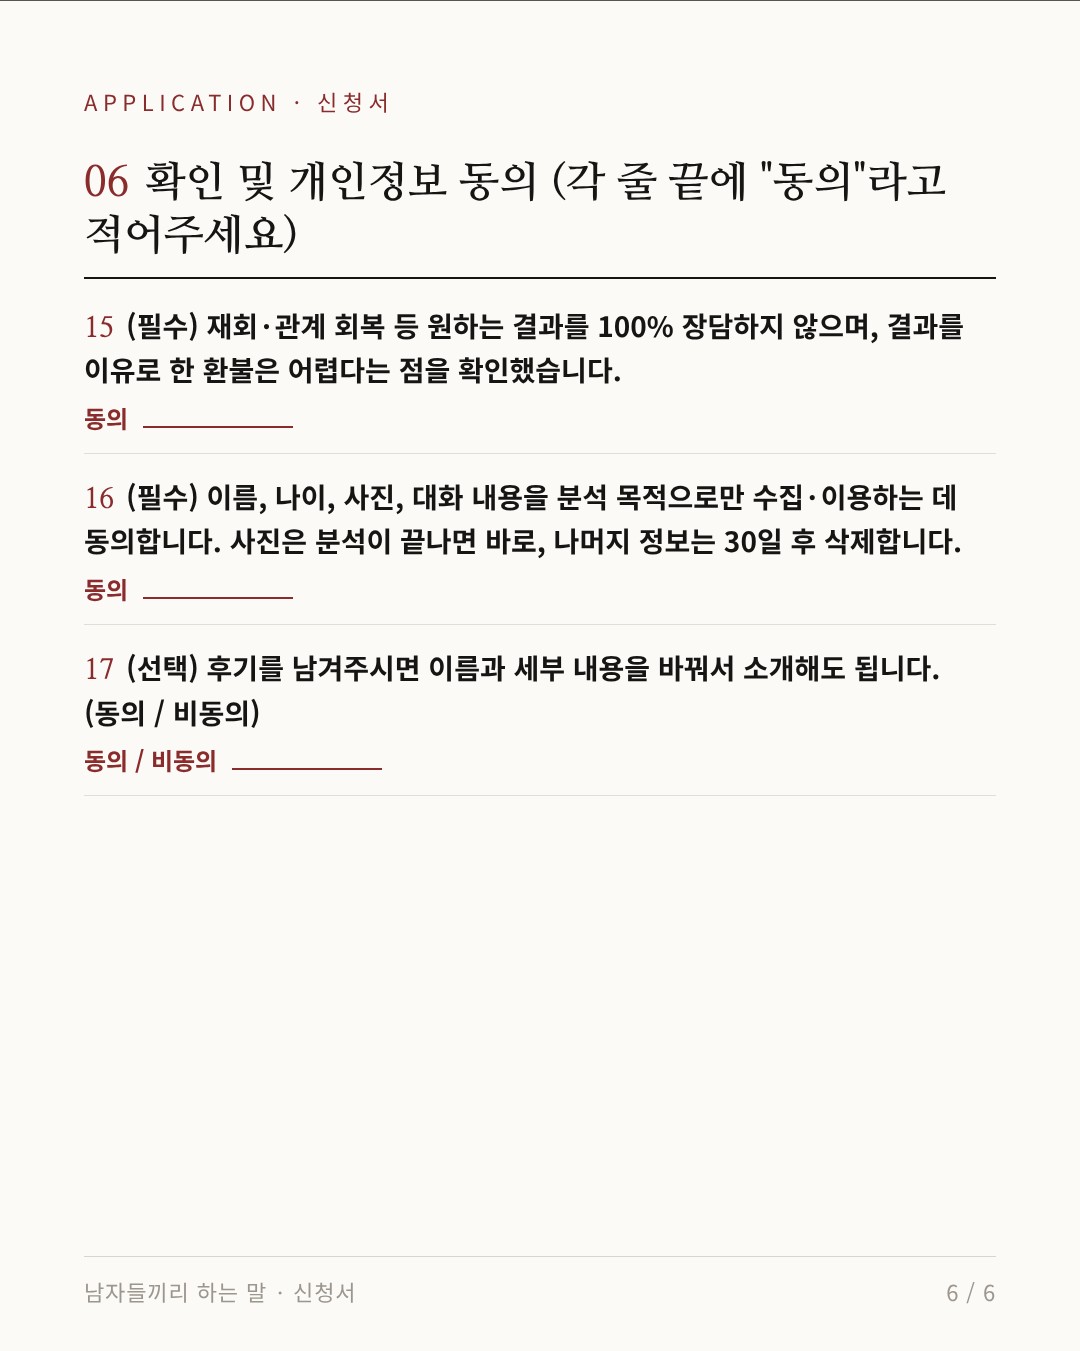 APPLICATION · 신청서
06 확인 및 개인정보 동의 (각 줄 끝에 "동의"라고
적어주세요)
15 (필수) 재회·관계 회복 등 원하는 결과를 100% 장담하지 않으며, 결과를
이유로 한 환불은 어렵다는 점을 확인했습니다.
동의 __________
16 (필수) 이름, 나이, 사진, 대화 내용을 분석 목적으로만 수집·이용하는 데
동의합니다. 사진은 분석이 끝나면 바로, 나머지 정보는 30일 후 삭제합니다.
동의 __________
17 (선택) 후기를 남겨주시면 이름과 세부 내용을 바꿔서 소개해도 됩니다.
(동의 / 비동의)
동의 / 비동의 __________
남자들끼리 하는 말 · 신청서
6 / 6